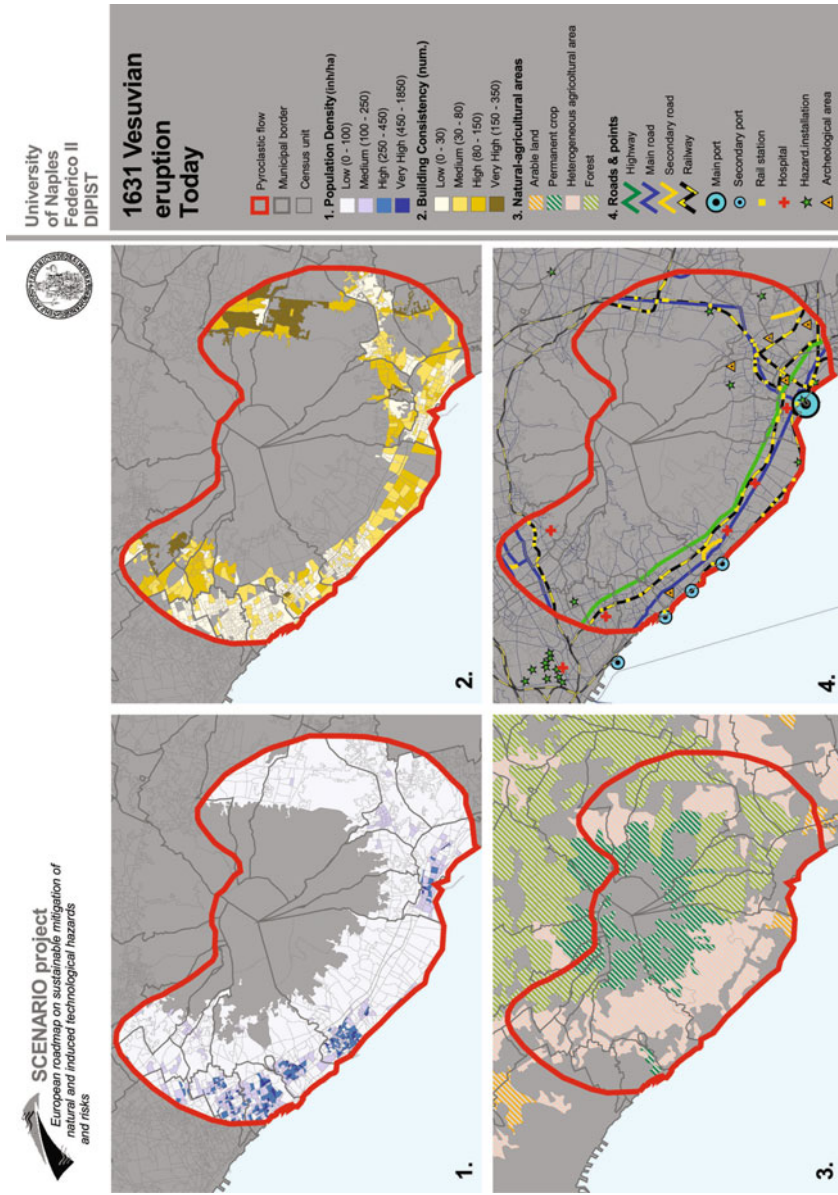 SCENARIO project
European roadmap on sustainable mitigation of
natural and induced technological hazards
and risks
University
of Naples
Federico II
DIPIST
1.
2.
3.
4.
1631 Vesuvian
eruption
Today
Pyroclastic flow
Municipal border
Census unit
1. Population Density (inh/ha)
Low (0 - 100)
Medium (100 - 250)
High (250 - 450)
Very High (450 - 1850)
2. Building Consistency (num.)
Low (0 - 30)
Medium (30 - 80)
High (80 - 150)
Very High (150 - 350)
3. Natural-agricultural areas
Arable land
Permanent crop
Heterogeneous agricoltural area
Forest
4. Roads & points
Highway
Main road
Secondary road
Railway
Main port
Secondary port
Rail station
Hospital
Hazard.installation
Archeological area